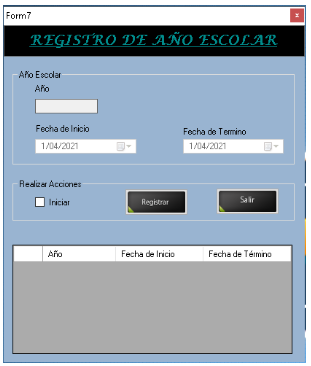 Form7
x
REGISTRO DE AÑO ESCOLAR
Año Escolar
Año
Fecha de Inicio
Fecha de Termino
1/04/2021
1/04/2021
Realizar Acciones
Iniciar
Registrar
Salir
Año Fecha de Inicio Fecha de Término